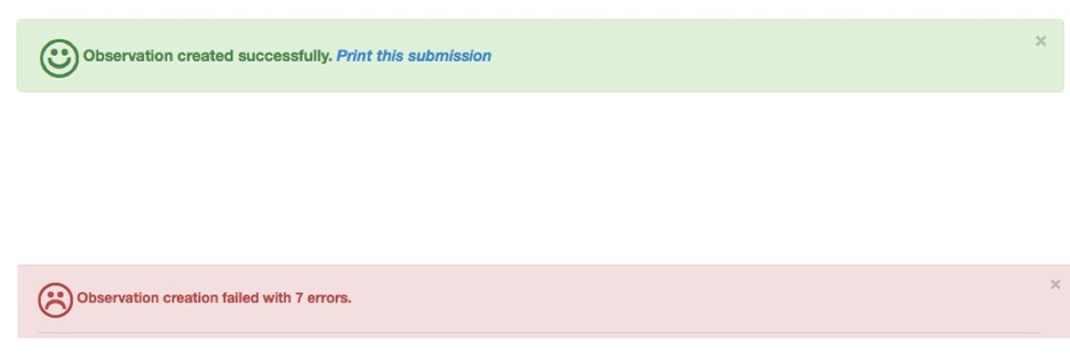 Observation created successfully. Print this submission
Observation creation failed with 7 errors.